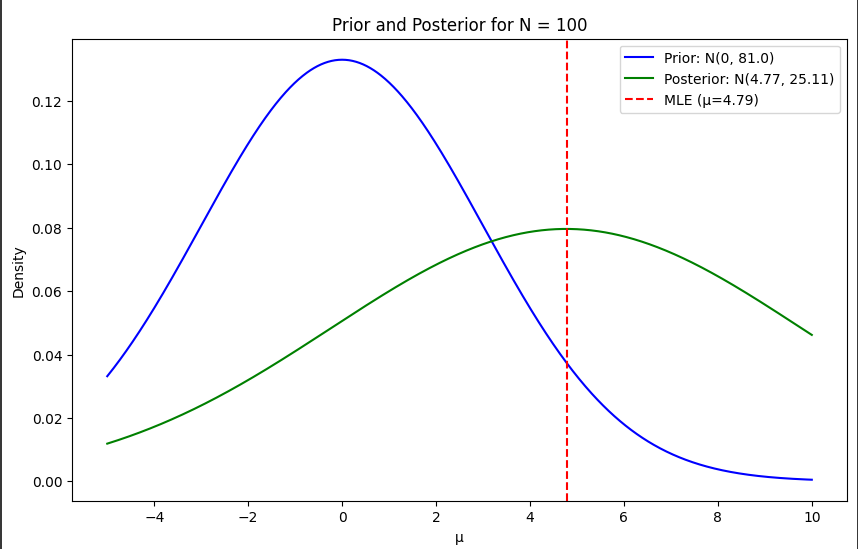 Prior and Posterior for N = 100
Prior: N(0, 81.0)
Posterior: N(4.77, 25.11)
MLE (μ=4.79)
Density
0.12
0.10
0.08
0.06
0.04
0.02
0.00
−4
−2
0
2
4
6
8
10
μ